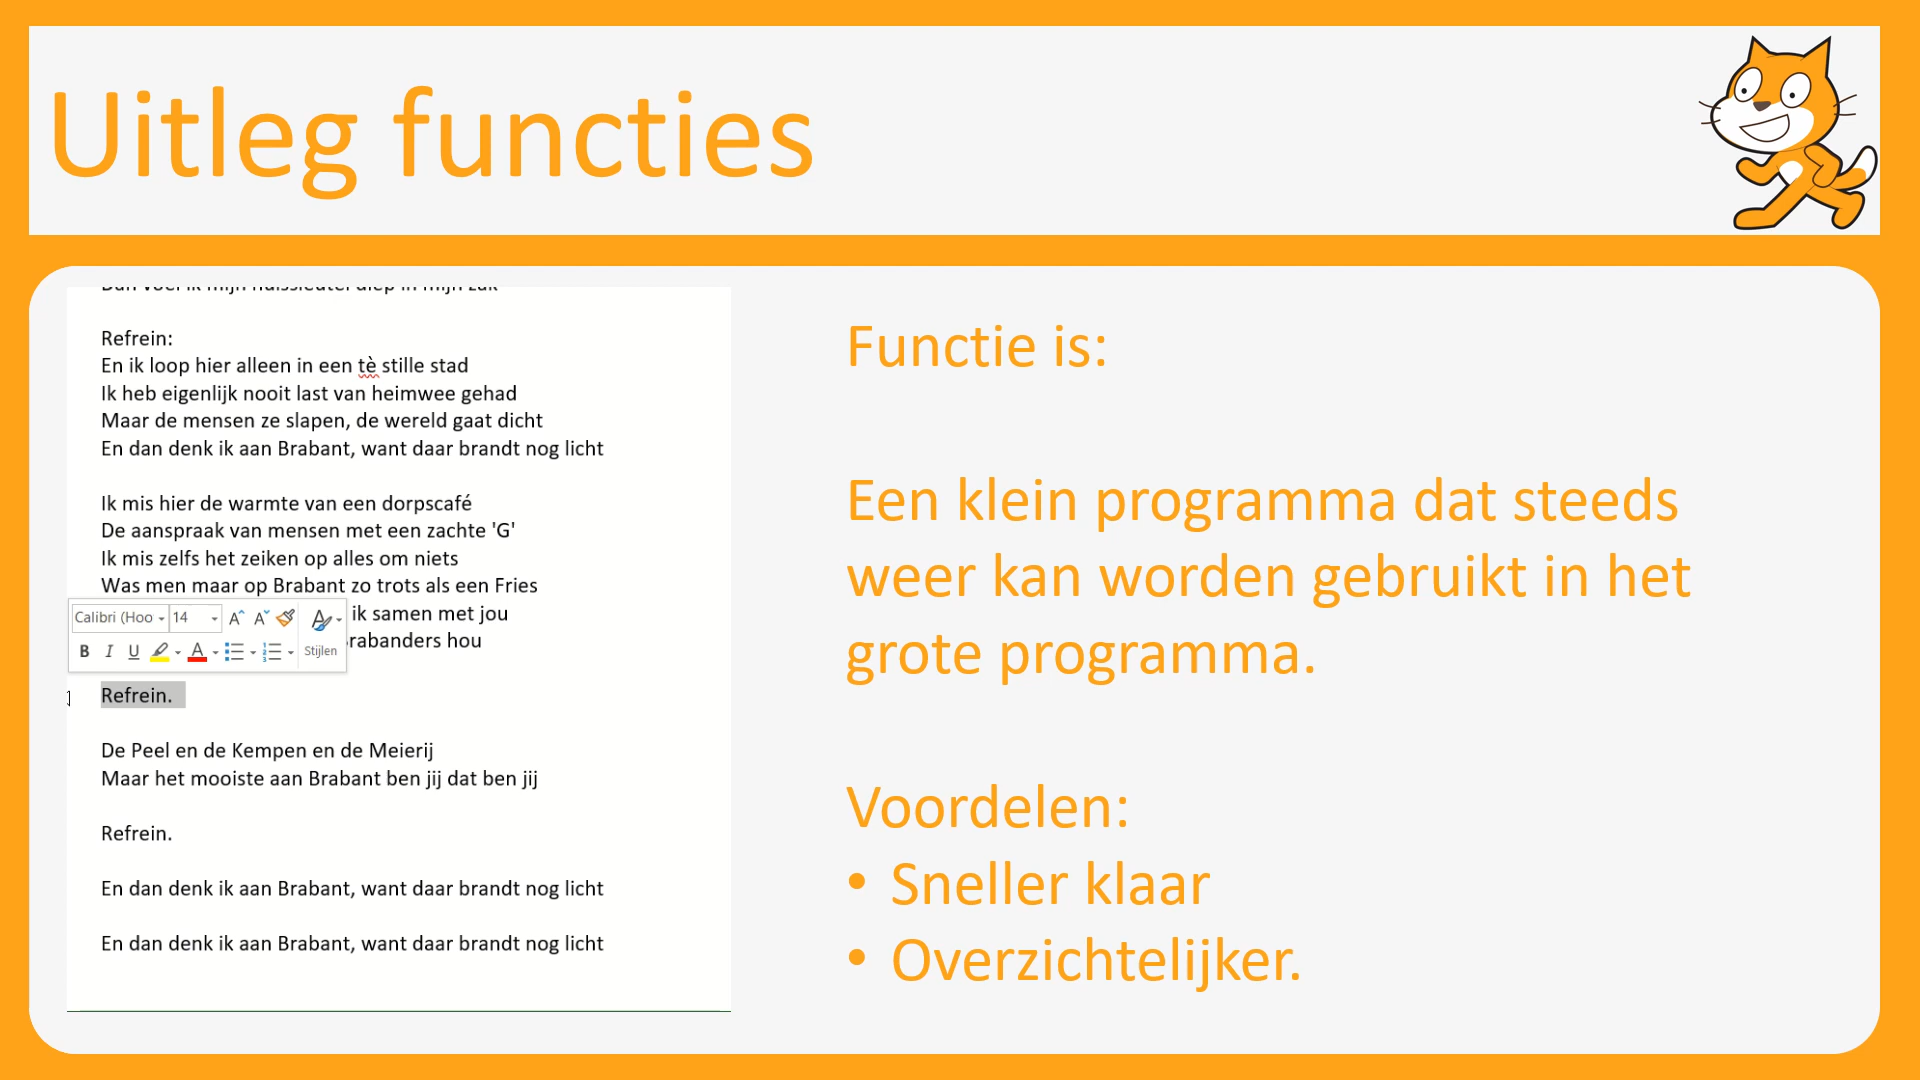 Uitleg functies
Refrein:
En ik loop hier alleen in een tè stille stad
Ik heb eigenlijk nooit last van heimwee gehad
Maar de mensen ze slapen, de wereld gaat dicht
En dan denk ik aan Brabant, want daar brandt nog licht
Ik mis hier de warmte van een dorpscafé
De aanspraak van mensen met een zachte 'G'
Ik mis zelfs het zeiken op alles om niets
Was men maar op Brabant zo trots als een Fries
ik samen met jou
rabanders hou
Calibri (Hoo 14
B I U Stijlen
Refrein.
De Peel en de Kempen en de Meierij
Maar het mooiste aan Brabant ben jij dat ben jij
Refrein.
En dan denk ik aan Brabant, want daar brandt nog licht
En dan denk ik aan Brabant, want daar brandt nog licht
Functie is:
Een klein programma dat steeds
weer kan worden gebruikt in het
grote programma.
Voordelen:
• Sneller klaar
• Overzichtelijker.